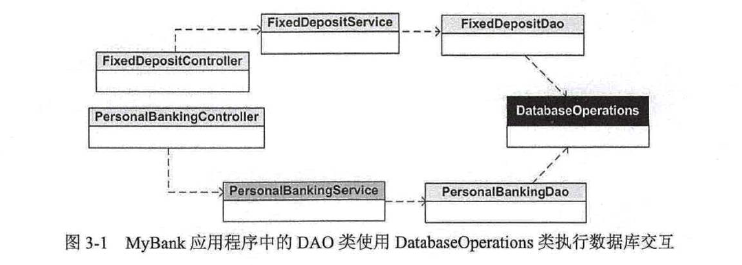 FixedDepositService
FixedDepositDao
FixedDepositController
DatabaseOperations
PersonalBankingController
PersonalBankingService
PersonalBankingDao
图 3-1 MyBank 应用程序中的 DAO 类使用 DatabaseOperations 类执行数据库交互